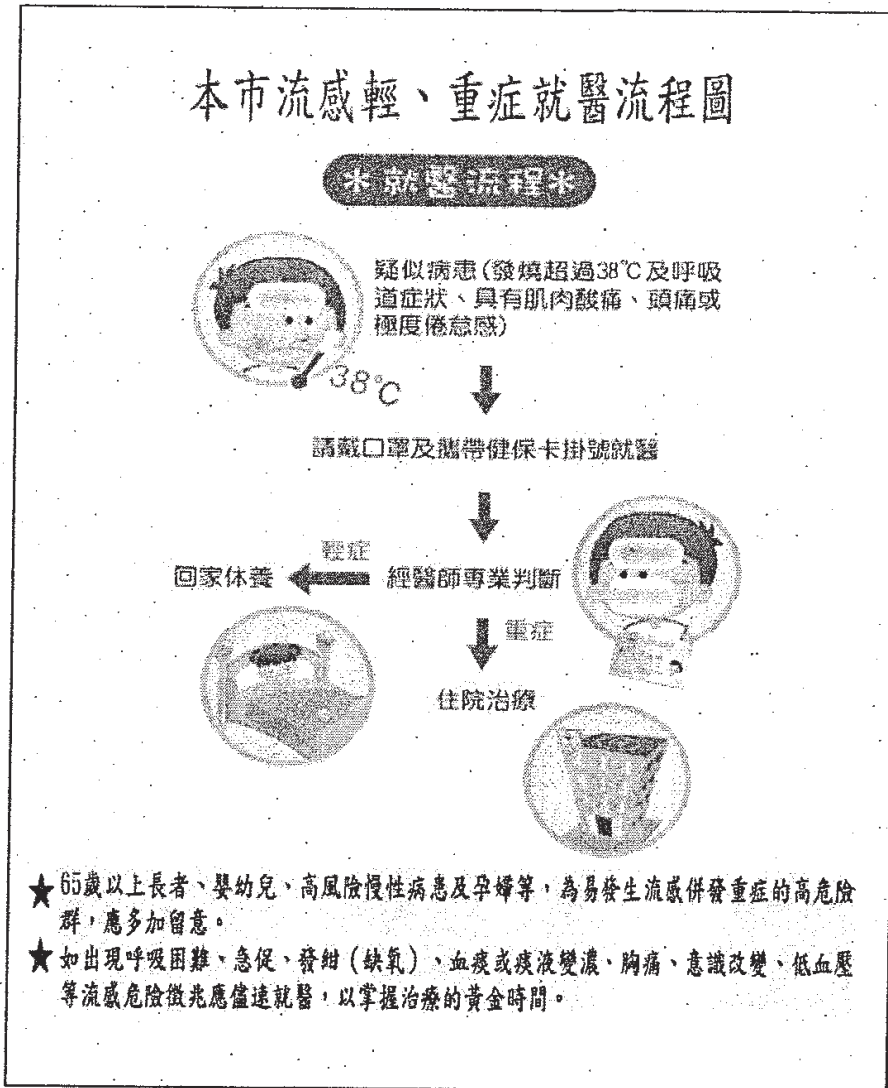 本市流感輕、重症就醫流程圖
＊就醫流程＊
疑似病患(發燒超過38℃及呼吸
道症狀、具有肌肉酸痛、頭痛或
極度倦怠感)
38℃
請戴口罩及攜帶健保卡掛號就醫
輕症
回家休養
經醫師專業判斷
重症
住院治療
★65歲以上長者、嬰幼兒、高風險慢性病患及孕婦等，為易發生流感併發重症的高危險
群，應多加留意。
★如出現呼吸困難、急促、發紺(缺氧)、血痰或痰液變濃、胸痛、意識改變、低血壓
等流感危險徵兆應儘速就醫，以掌握治療的黃金時間。